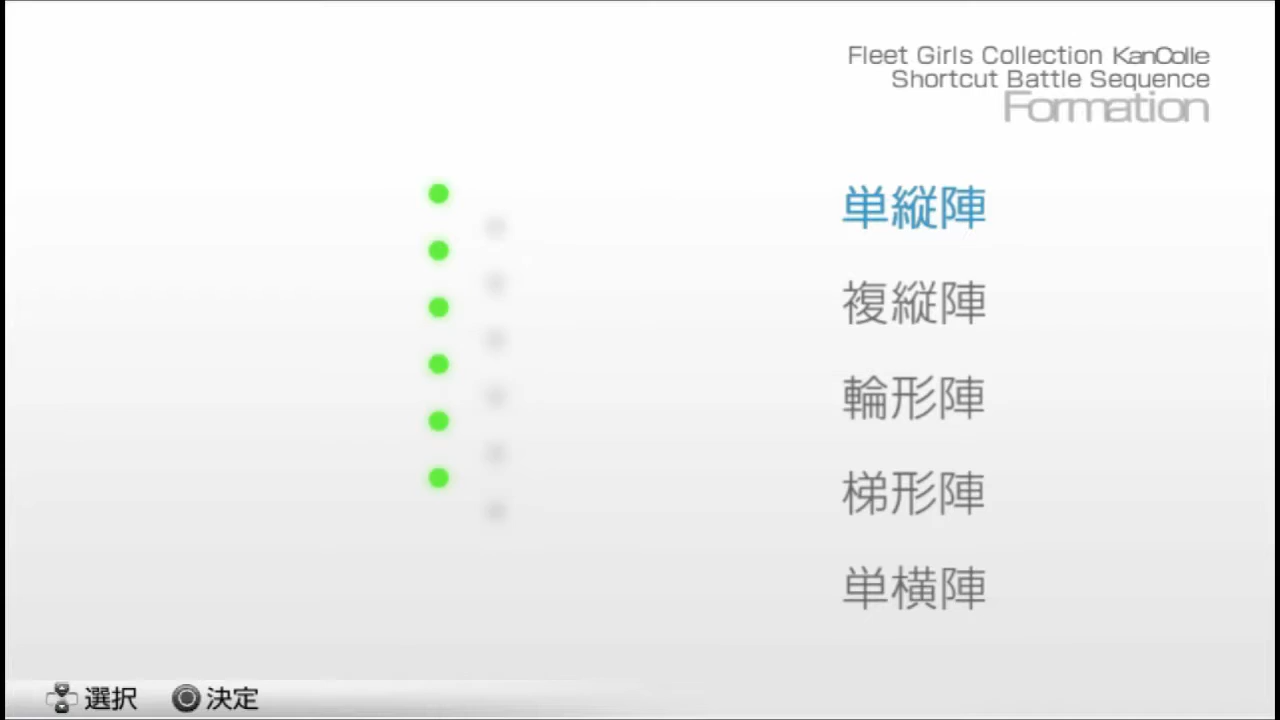 Fleet Girls Collection KanColle
Shortcut Battle Sequence
Formation
単縦陣
複縦陣
輪形陣
梯形陣
単横陣
選択 決定